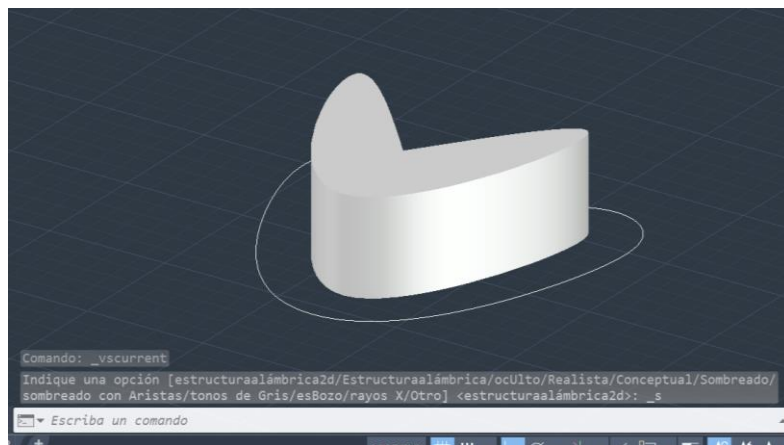 Comando: _vscurrent
Indique una opción [estructuraalámbrica2d/Estructuraalámbrica/ocUlto/Realista/Conceptual/Sombreado/
sombreado con Aristas/tonos de Gris/esBozo/rayos X/Otro] <estructuraalámbrica2d>: _s
Escriba un comando